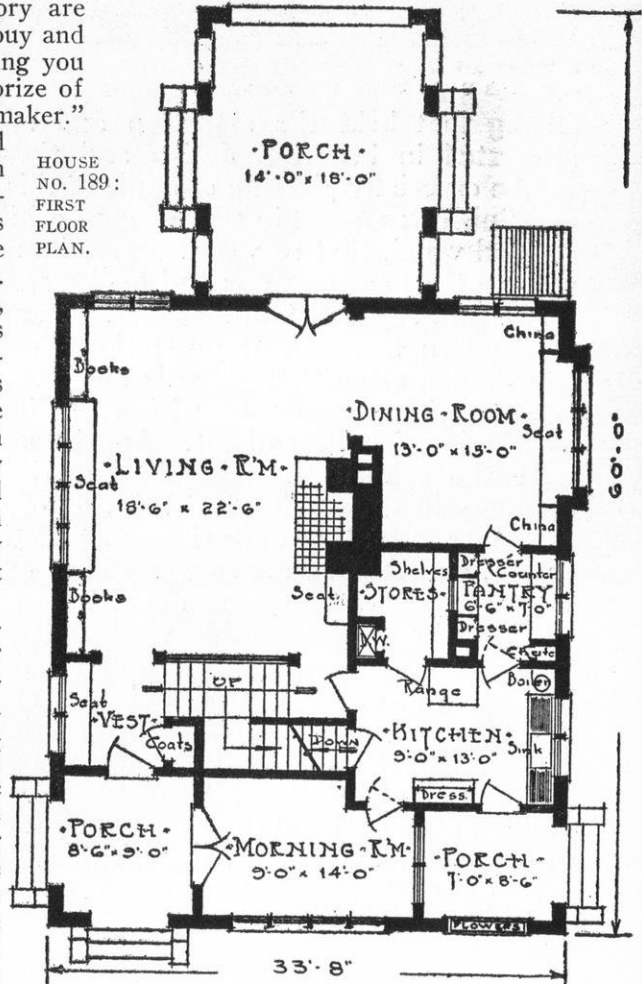 ory are
buy and
ing you
prize of
maker."
HOUSE
NO. 189:
FIRST
FLOOR
PLAN.
·PORCH·
14'-0" x 18'-0"
Books
China
·DINING·ROOM·
13'-0" x 15'-0"
Seat
60'-0"
·LIVING·R'M·
18'-6" x 22'-6"
Seat
China
Books
Seat
Shelves
STORES
D.W.
Dresser
Counter
PANTRY
6'-6" x 7'-0"
Dresser
Chute
UP
Range
Boiler
Seat
·VEST·
Coats
Down
·KITCHEN·
9'-0" x 13'-0"
Sink
Dress.
·PORCH·
8'-6" x 9'-0"
·MORNING·R'M·
9'-0" x 14'-0"
·PORCH·
7'-0" x 8'-6"
FLOWERS
33'-8"